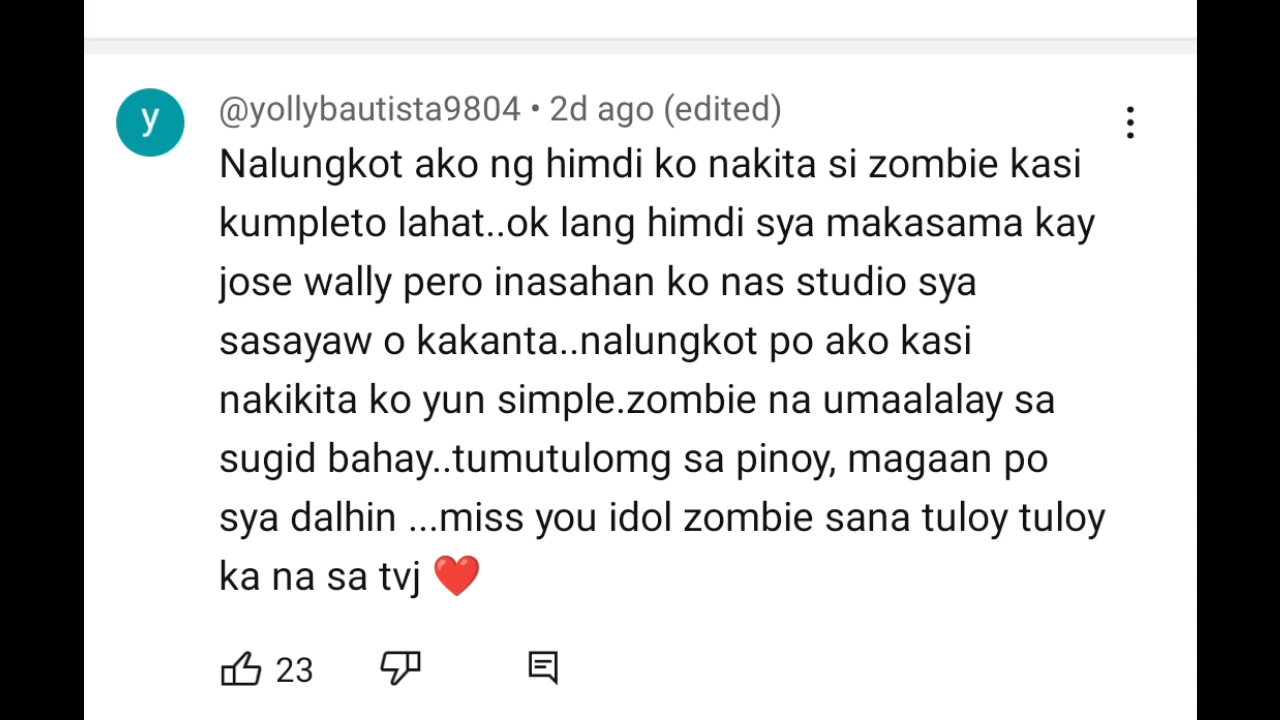 y
@yollybautista9804 • 2d ago (edited)
Nalungkot ako ng himdi ko nakita si zombie kasi
kumpleto lahat..ok lang himdi sya makasama kay
jose wally pero inasahan ko nas studio sya
sasayaw o kakanta..nalungkot po ako kasi
nakikita ko yun simple.zombie na umaalalay sa
sugid bahay..tumutulomg sa pinoy, magaan po
sya dalhin ...miss you idol zombie sana tuloy tuloy
ka na sa tvj ❤️
23